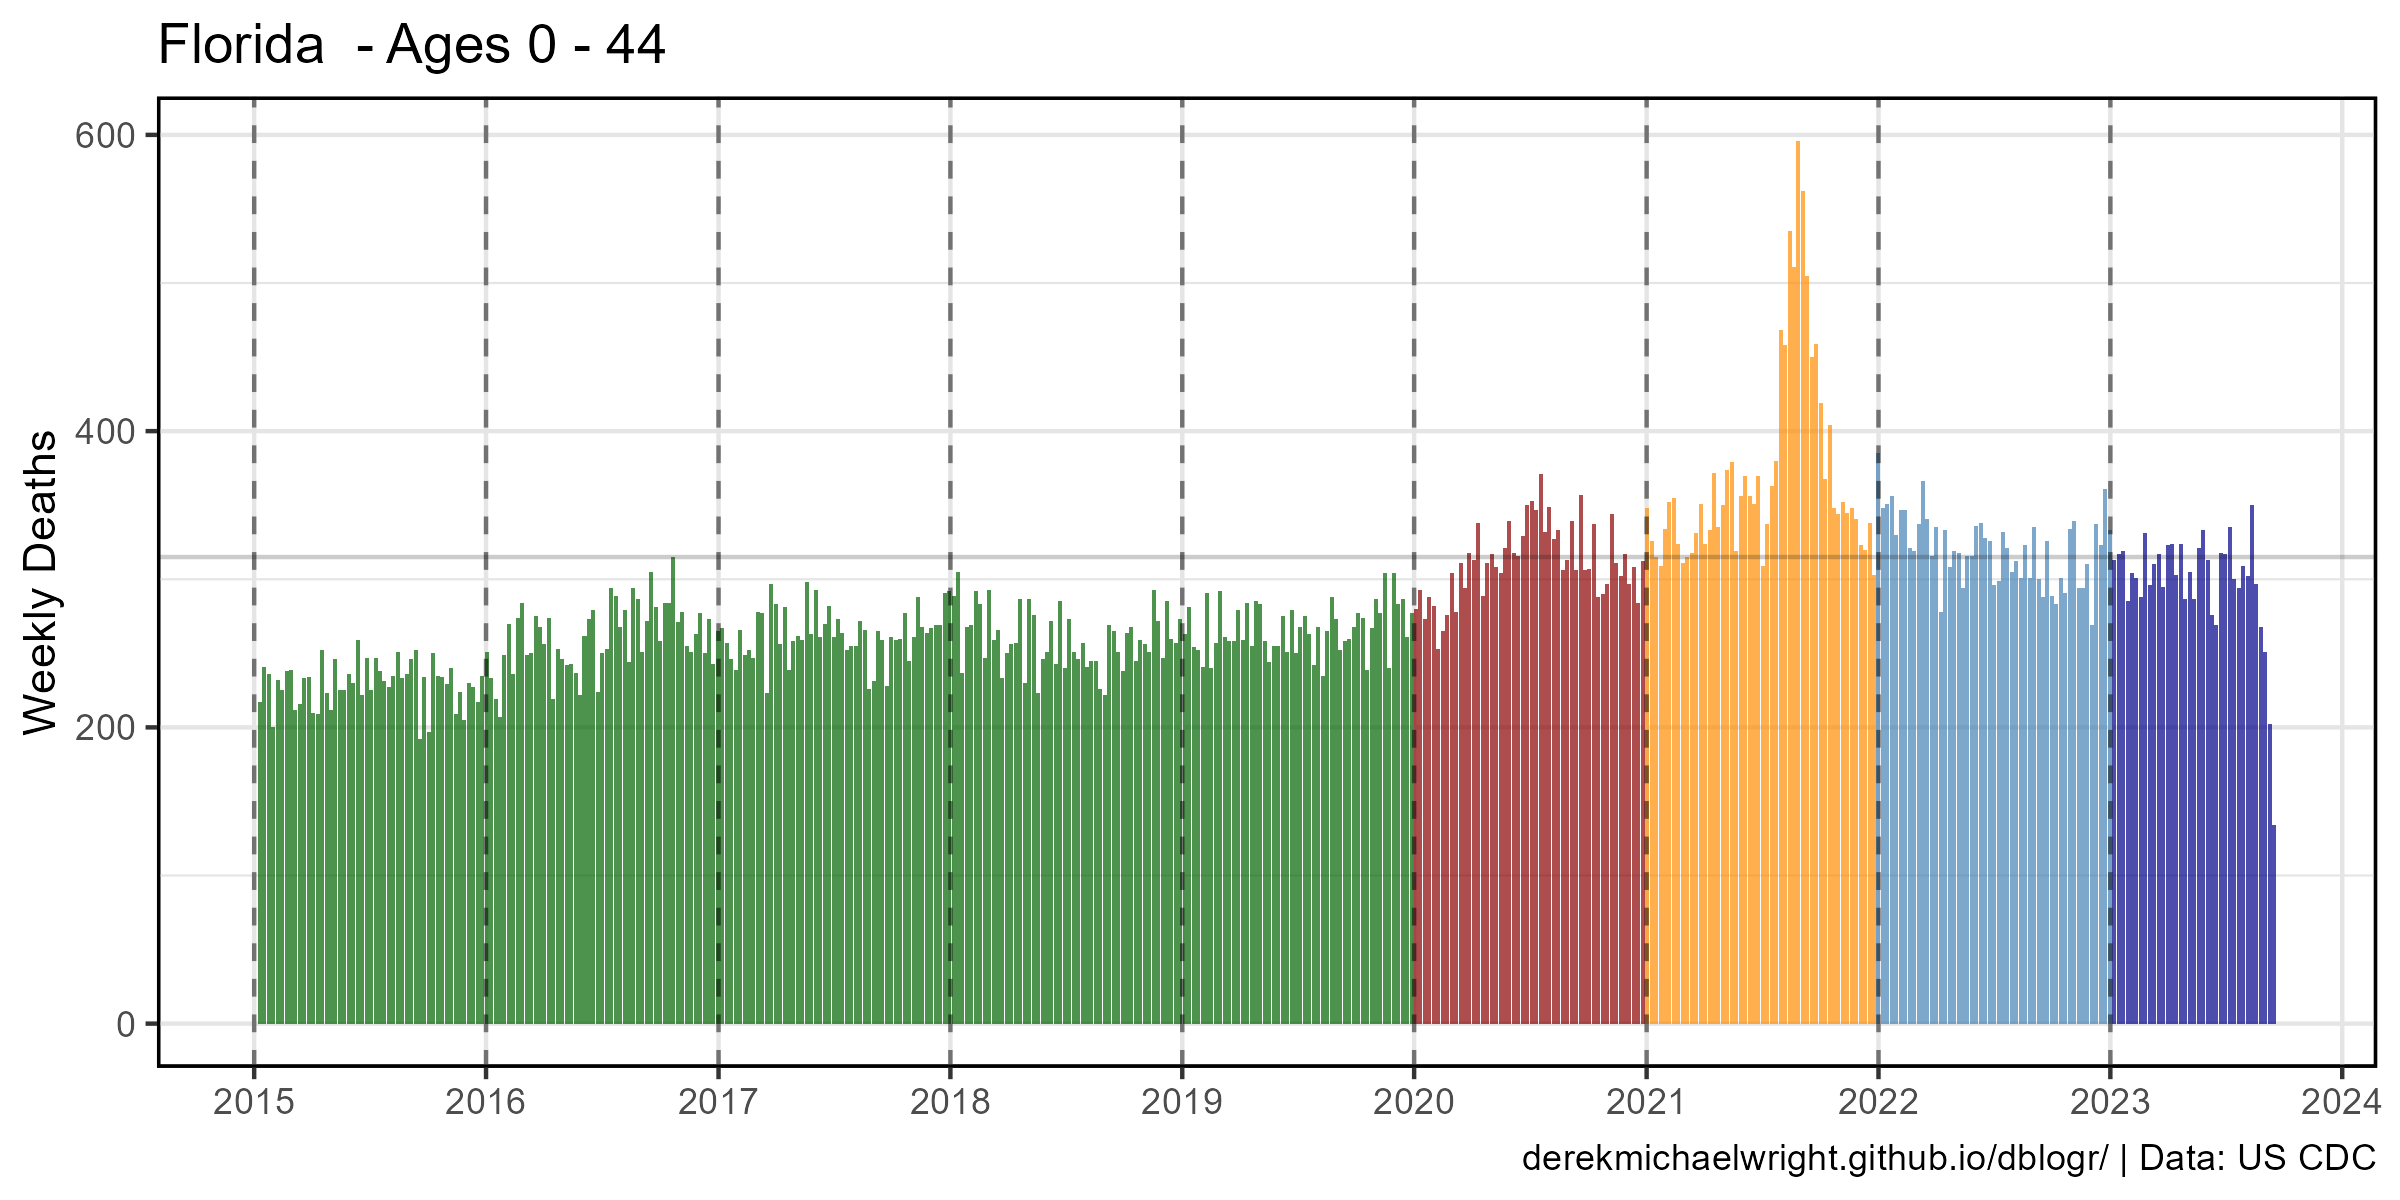 Florida  - Ages 0 - 44
Weekly Deaths
600
400
200
0
2015 2016 2017 2018 2019 2020 2021 2022 2023 2024
derekmichaelwright.github.io/dblogr/ | Data: US CDC